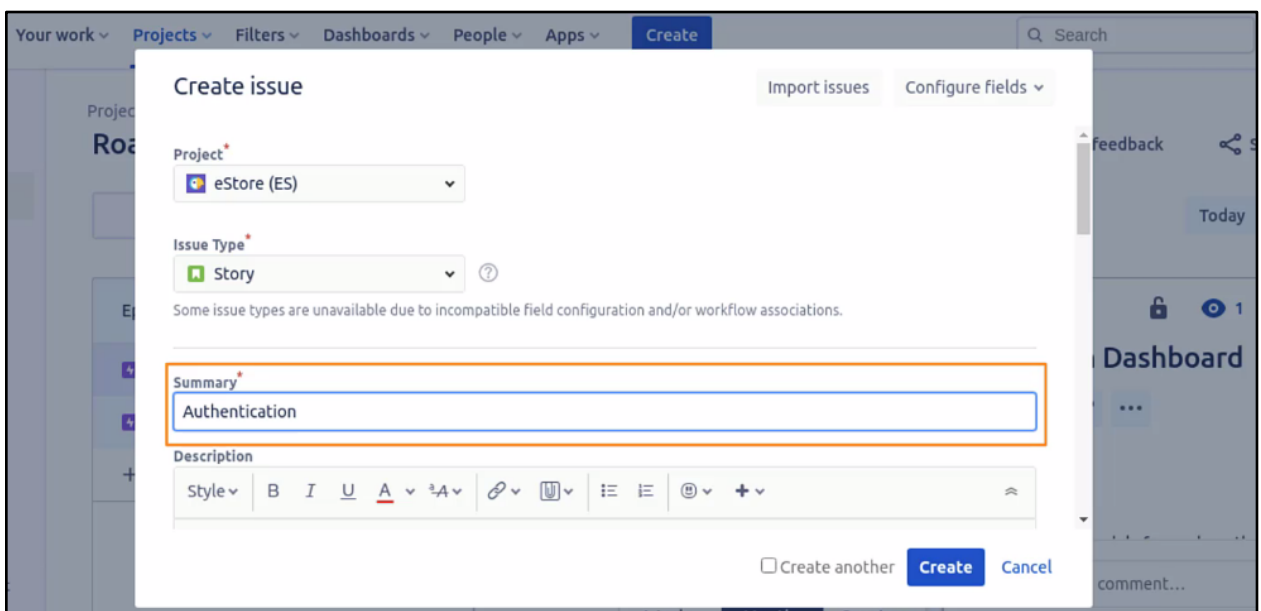 Your work Projects Filters Dashboards People Apps Create Search
Create issue Import issues Configure fields
Project*
eStore (ES)
feedback
Issue Type*
Today
Story
Some issue types are unavailable due to incompatible field configuration and/or workflow associations.
1
Dashboard
Summary*
Authentication
Description
Style B I U A A
Create another Create Cancel
comment...